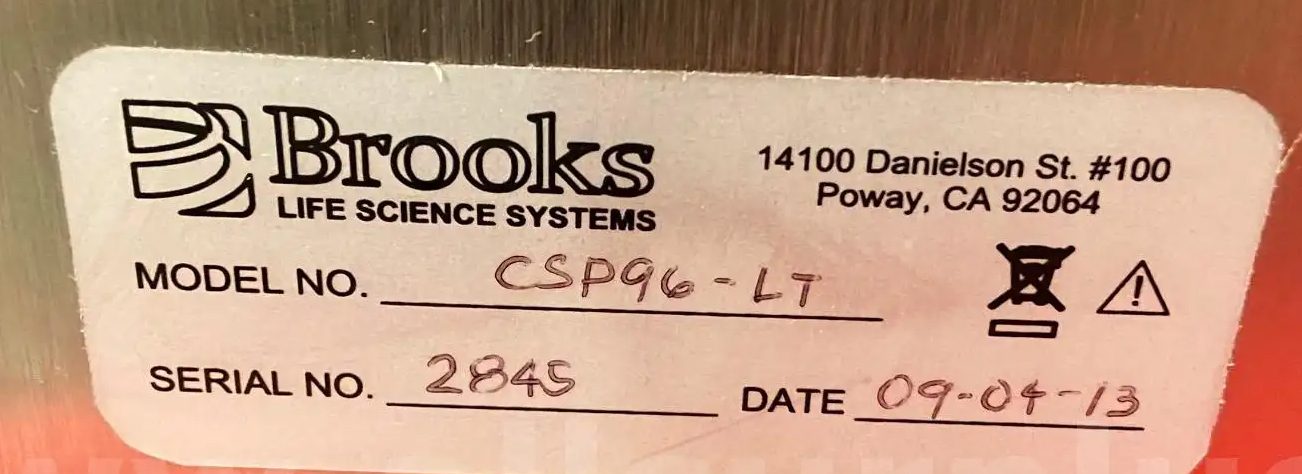 Brooks
LIFE SCIENCE SYSTEMS
14100 Danielson St. #100
Poway, CA 92064
MODEL NO. CSP96-LT
SERIAL NO. 2845
DATE 09-04-13